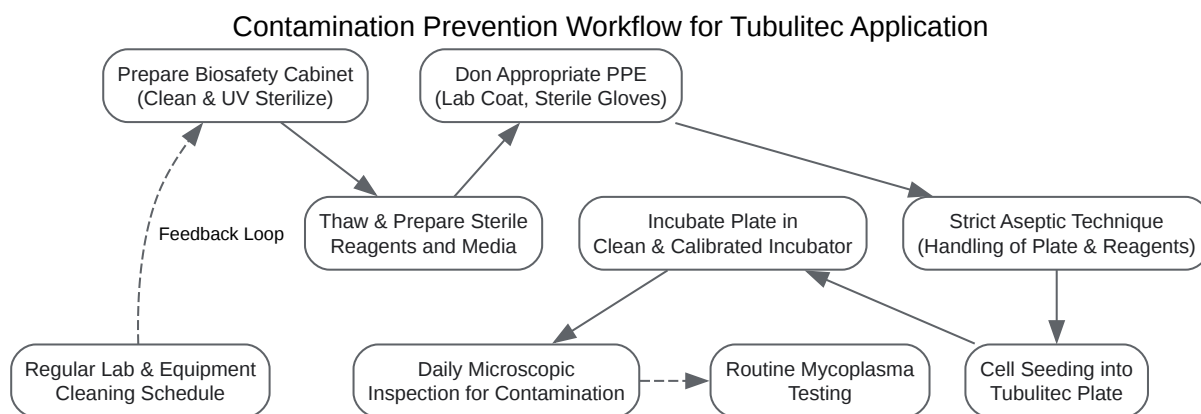 Contamination Prevention Workflow for Tubulitec Application
Prepare Biosafety Cabinet
(Clean & UV Sterilize)
Don Appropriate PPE
(Lab Coat, Sterile Gloves)
Thaw & Prepare Sterile
Reagents and Media
Incubate Plate in
Clean & Calibrated Incubator
Strict Aseptic Technique
(Handling of Plate & Reagents)
Feedback Loop
Regular Lab & Equipment
Cleaning Schedule
Daily Microscopic
Inspection for Contamination
Routine Mycoplasma
Testing
Cell Seeding into
Tubulitec Plate